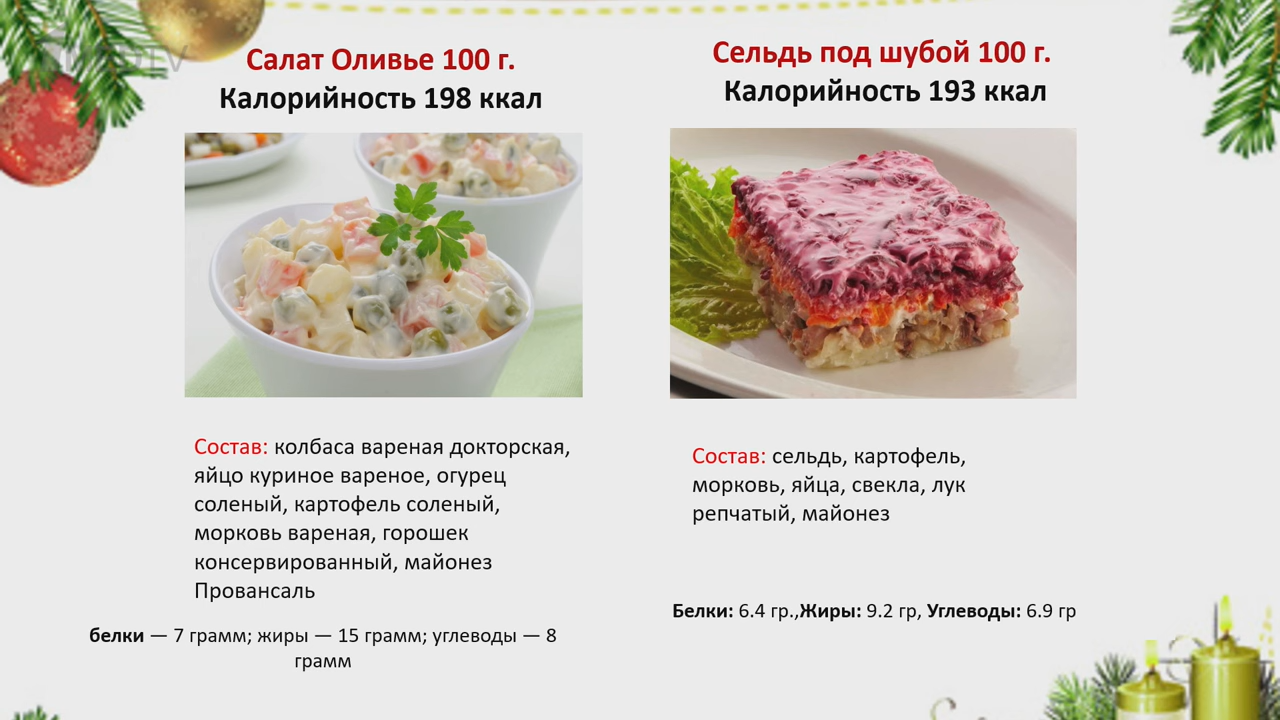 Салат Оливье 100 г.
Калорийность 198 ккал
Состав: колбаса вареная докторская,
яйцо куриное вареное, огурец
соленый, картофель соленый,
морковь вареная, горошек
консервированный, майонез
Провансаль
белки — 7 грамм; жиры — 15 грамм; углеводы — 8
грамм
Сельдь под шубой 100 г.
Калорийность 193 ккал
Состав: сельдь, картофель,
морковь, яйца, свекла, лук
репчатый, майонез
Белки: 6.4 гр.,Жиры: 9.2 гр, Углеводы: 6.9 гр